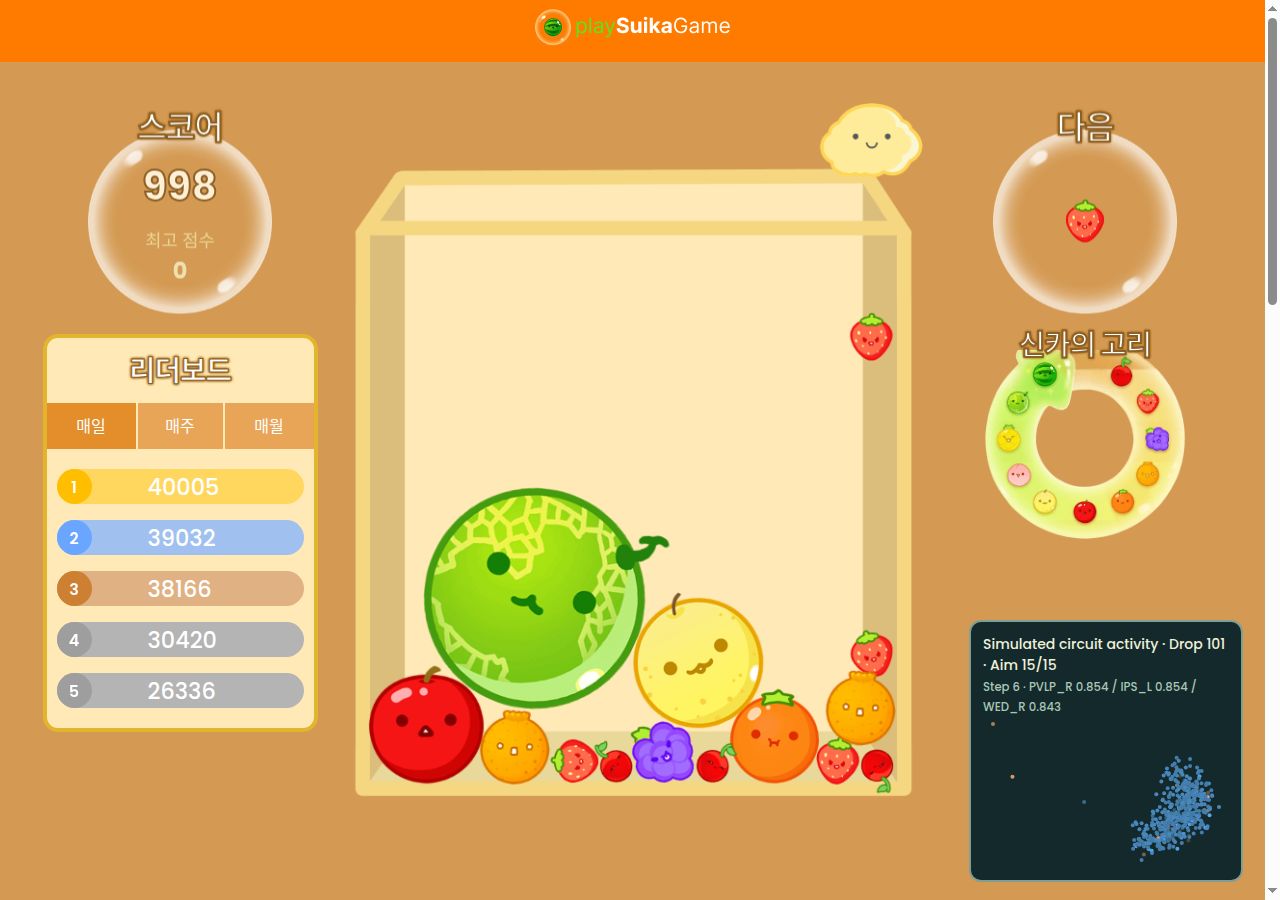 playSuikaGame
스코어
998
최고 점수
0
다음
신카의 고리
리더보드
매일 매주 매월
1 40005
2 39032
3 38166
4 30420
5 26336
Simulated circuit activity · Drop 101
· Aim 15/15
Step 6 · PVLP_R 0.854 / IPS_L 0.854 /
WED_R 0.843